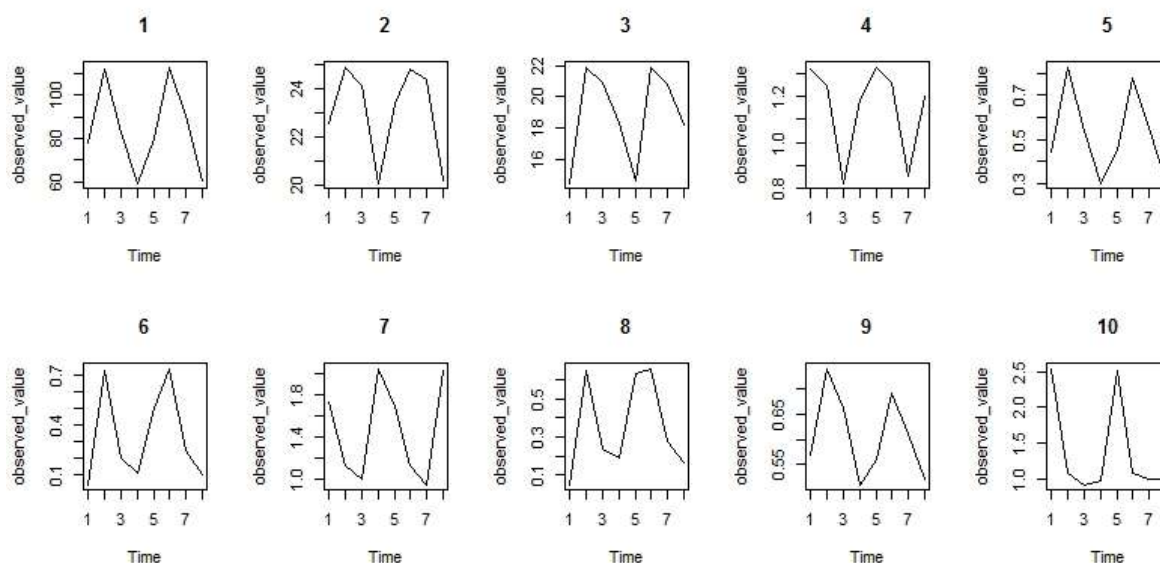 1 2 3 4 5
observed_value observed_value observed_value observed_value observed_value
60 80 100 20 22 24 16 18 20 22 0.8 1.0 1.2 0.3 0.5 0.7
1 3 5 7 1 3 5 7 1 3 5 7 1 3 5 7 1 3 5 7
Time Time Time Time Time
6 7 8 9 10
observed_value observed_value observed_value observed_value observed_value
0.1 0.4 0.7 1.0 1.4 1.8 0.1 0.3 0.5 0.55 0.65 1.0 1.5 2.0 2.5
1 3 5 7 1 3 5 7 1 3 5 7 1 3 5 7 1 3 5 7
Time Time Time Time Time